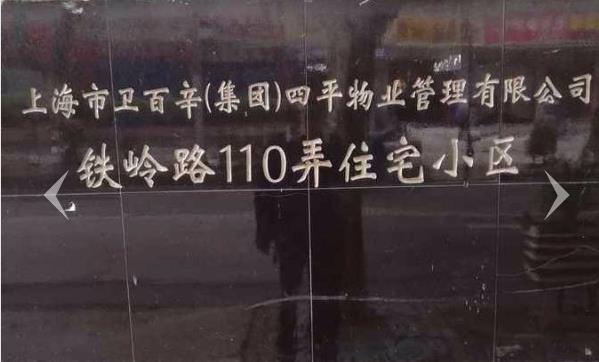 上海市卫百辛(集团)四平物业管理有限公司
铁岭路110弄住宅小区